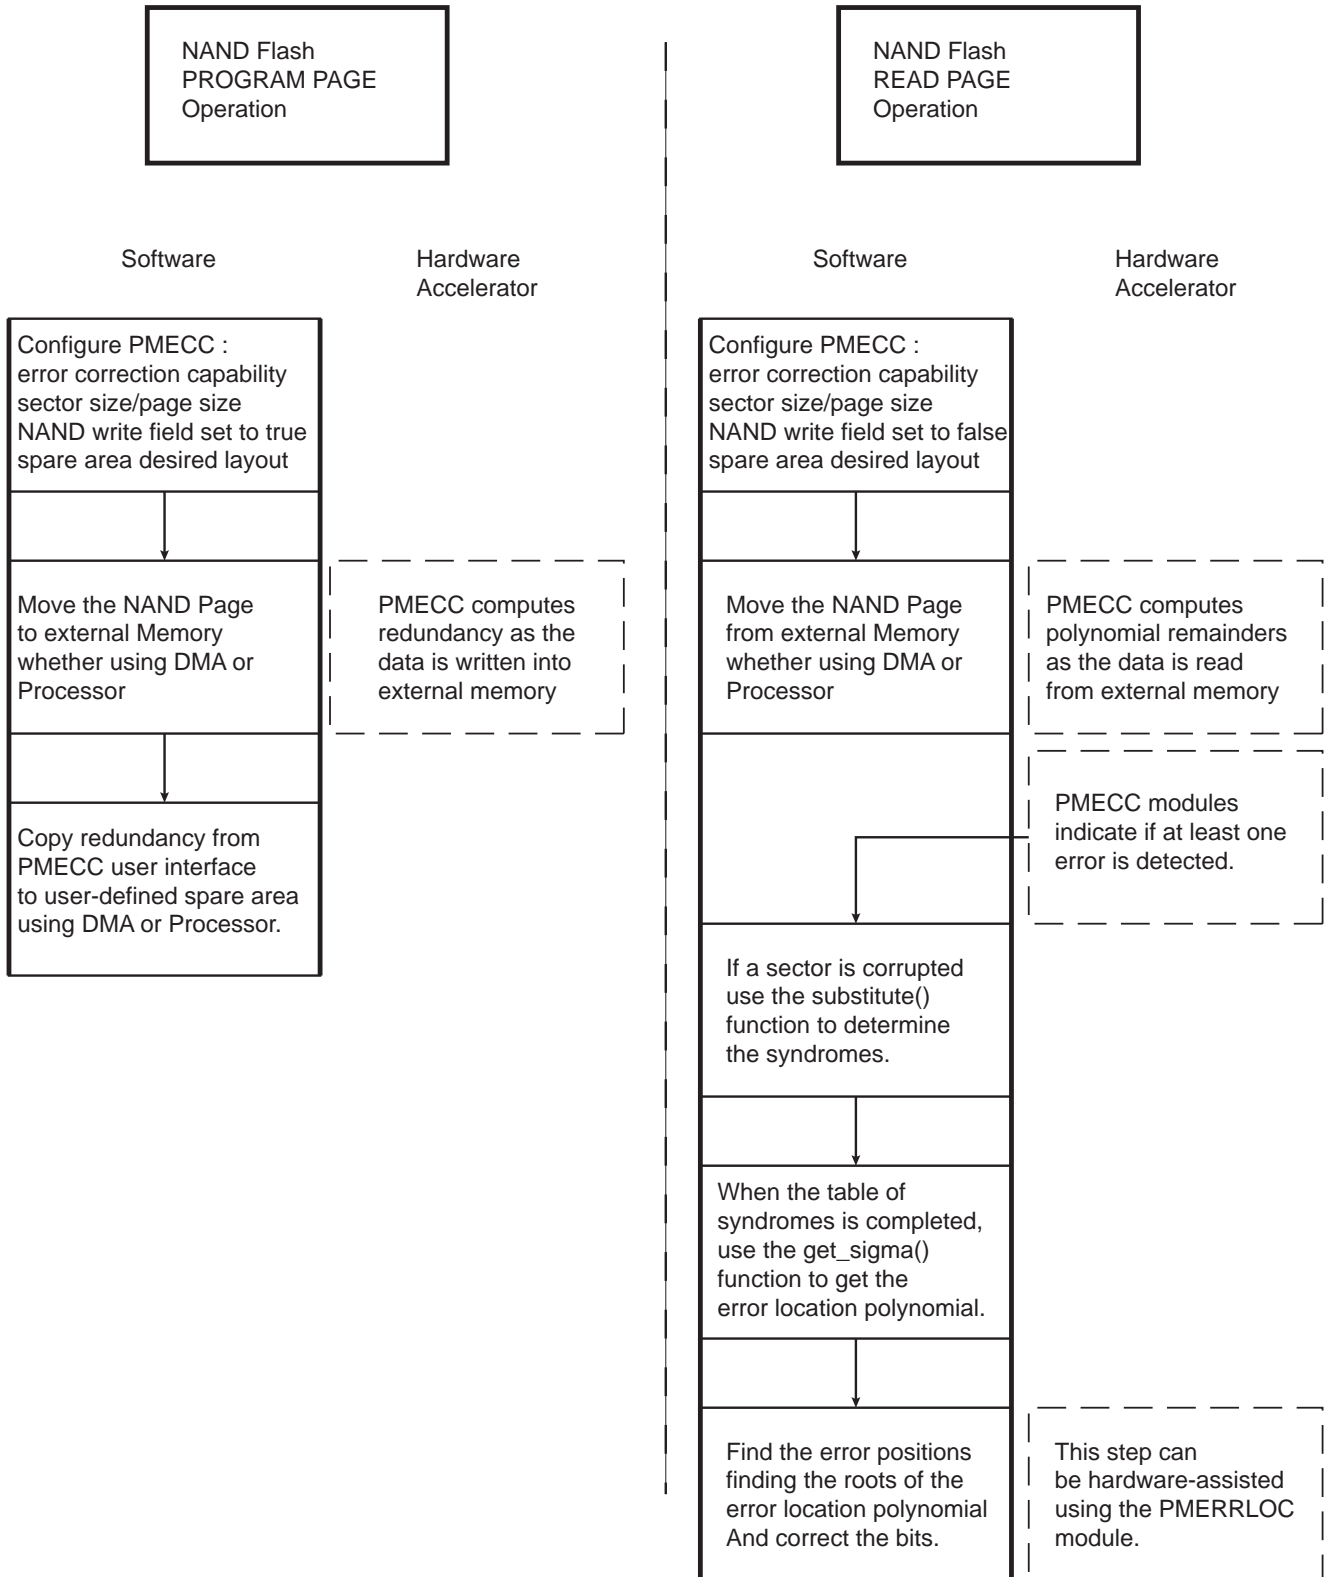 NAND Flash
PROGRAM PAGE
Operation
Software
Hardware
Accelerator
Configure PMECC :
error correction capability
sector size/page size
NAND write field set to true
spare area desired layout
Move the NAND Page
to external Memory
whether using DMA or
Processor
PMECC computes
redundancy as the
data is written into
external memory
Copy redundancy from
PMECC user interface
to user-defined spare area
using DMA or Processor.
NAND Flash
READ PAGE
Operation
Software
Hardware
Accelerator
Configure PMECC :
error correction capability
sector size/page size
NAND write field set to false
spare area desired layout
Move the NAND Page
from external Memory
whether using DMA or
Processor
PMECC computes
polynomial remainders
as the data is read
from external memory
PMECC modules
indicate if at least one
error is detected.
If a sector is corrupted
use the substitute()
function to determine
the syndromes.
When the table of
syndromes is completed,
use the get_sigma()
function to get the
error location polynomial.
Find the error positions
finding the roots of the
error location polynomial
And correct the bits.
This step can
be hardware-assisted
using the PMERRLOC
module.